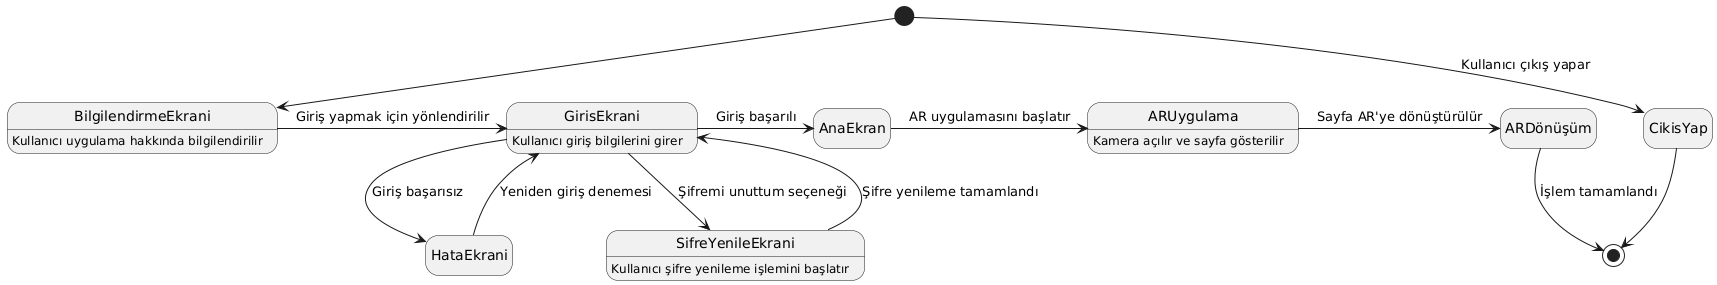 Kullanıcı çıkış yapar
BilgilendirmeEkrani
Kullanıcı uygulama hakkında bilgilendirilir
Giriş yapmak için yönlendirilir
GirisEkrani
Kullanıcı giriş bilgilerini girer
Giriş başarılı
AnaEkran
AR uygulamasını başlatır
ARUygulama
Kamera açılır ve sayfa gösterilir
Sayfa AR'ye dönüştürülür
ARDönüşüm
CikisYap
Giriş başarısız
Yeniden giriş denemesi
Şifremi unuttum seçeneği
Şifre yenileme tamamlandı
İşlem tamamlandı
HataEkrani
SifreYenileEkrani
Kullanıcı şifre yenileme işlemini başlatır